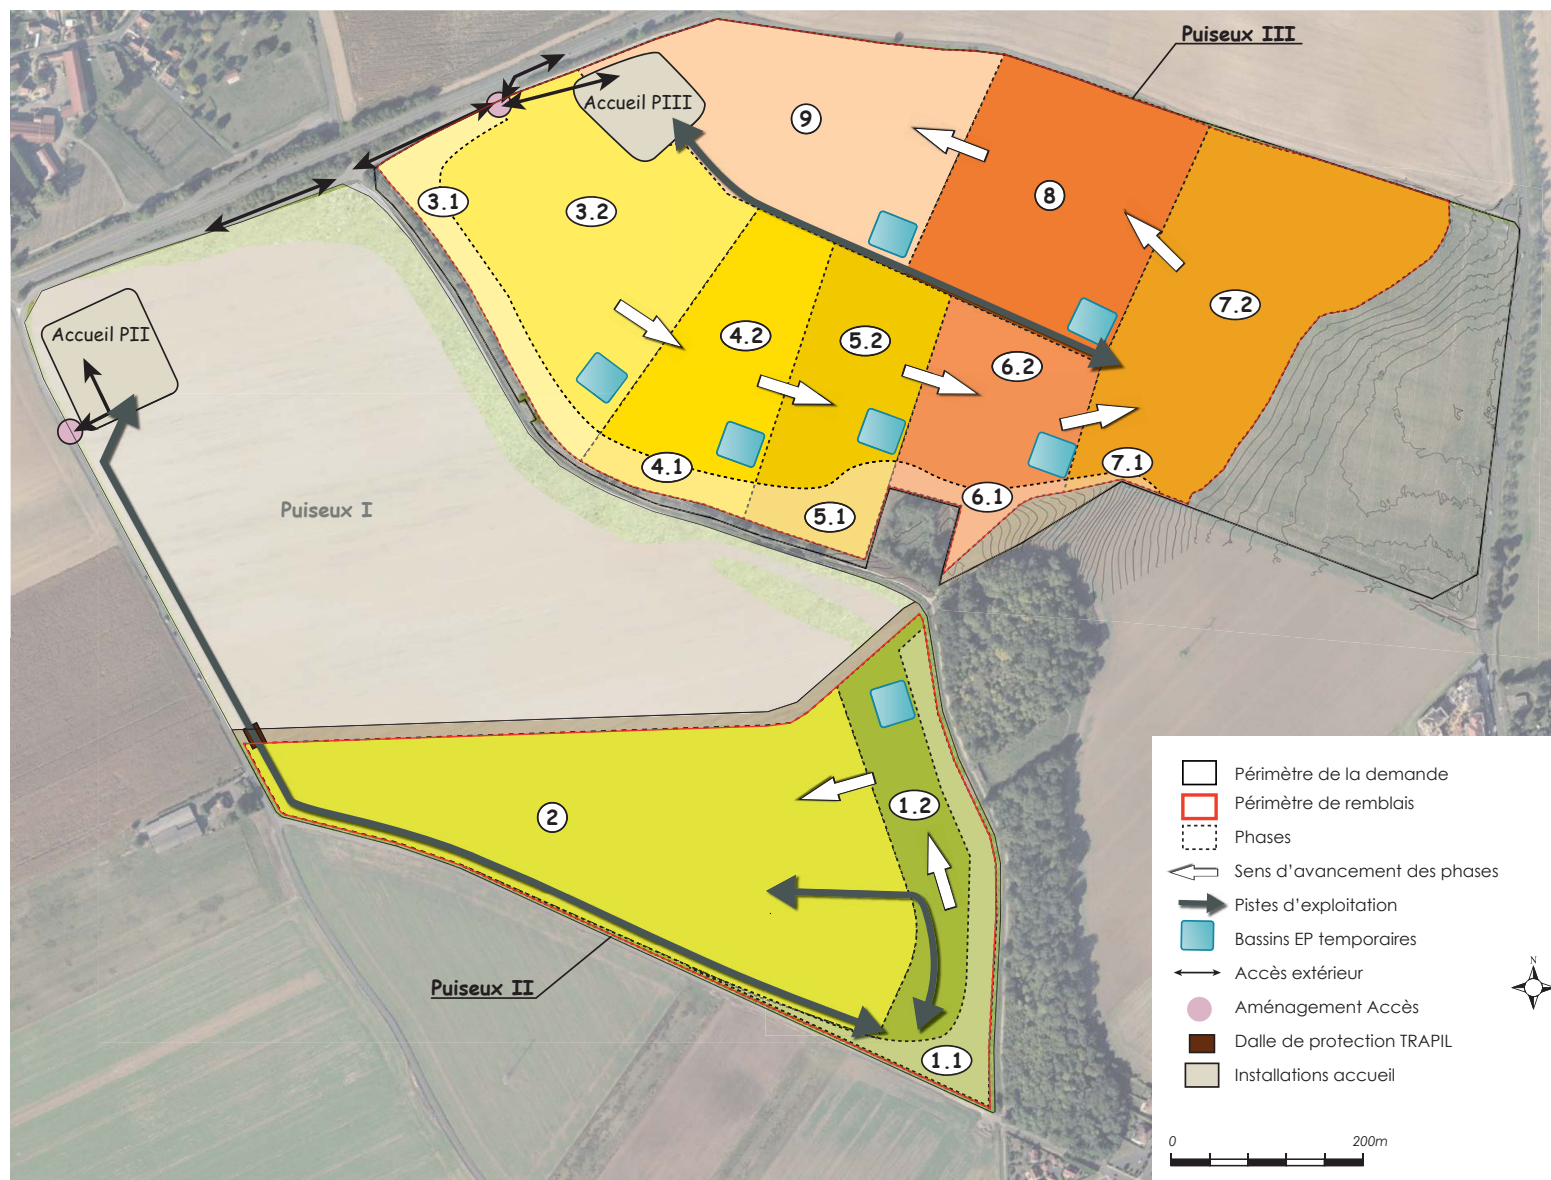 Puiseux III
Accueil PIII
9
8
3.1
3.2
7.2
4.2
5.2
6.2
Accueil PII
4.1
7.1
6.1
5.1
Puiseux I
1.2
2
Puiseux II
1.1
Périmètre de la demande
Périmètre de remblais
Phases
Sens d'avancement des phases
Pistes d'exploitation
Bassins EP temporaires
Accès extérieur
Aménagement Accès
Dalle de protection TRAPIL
Installations accueil
N
0 200m